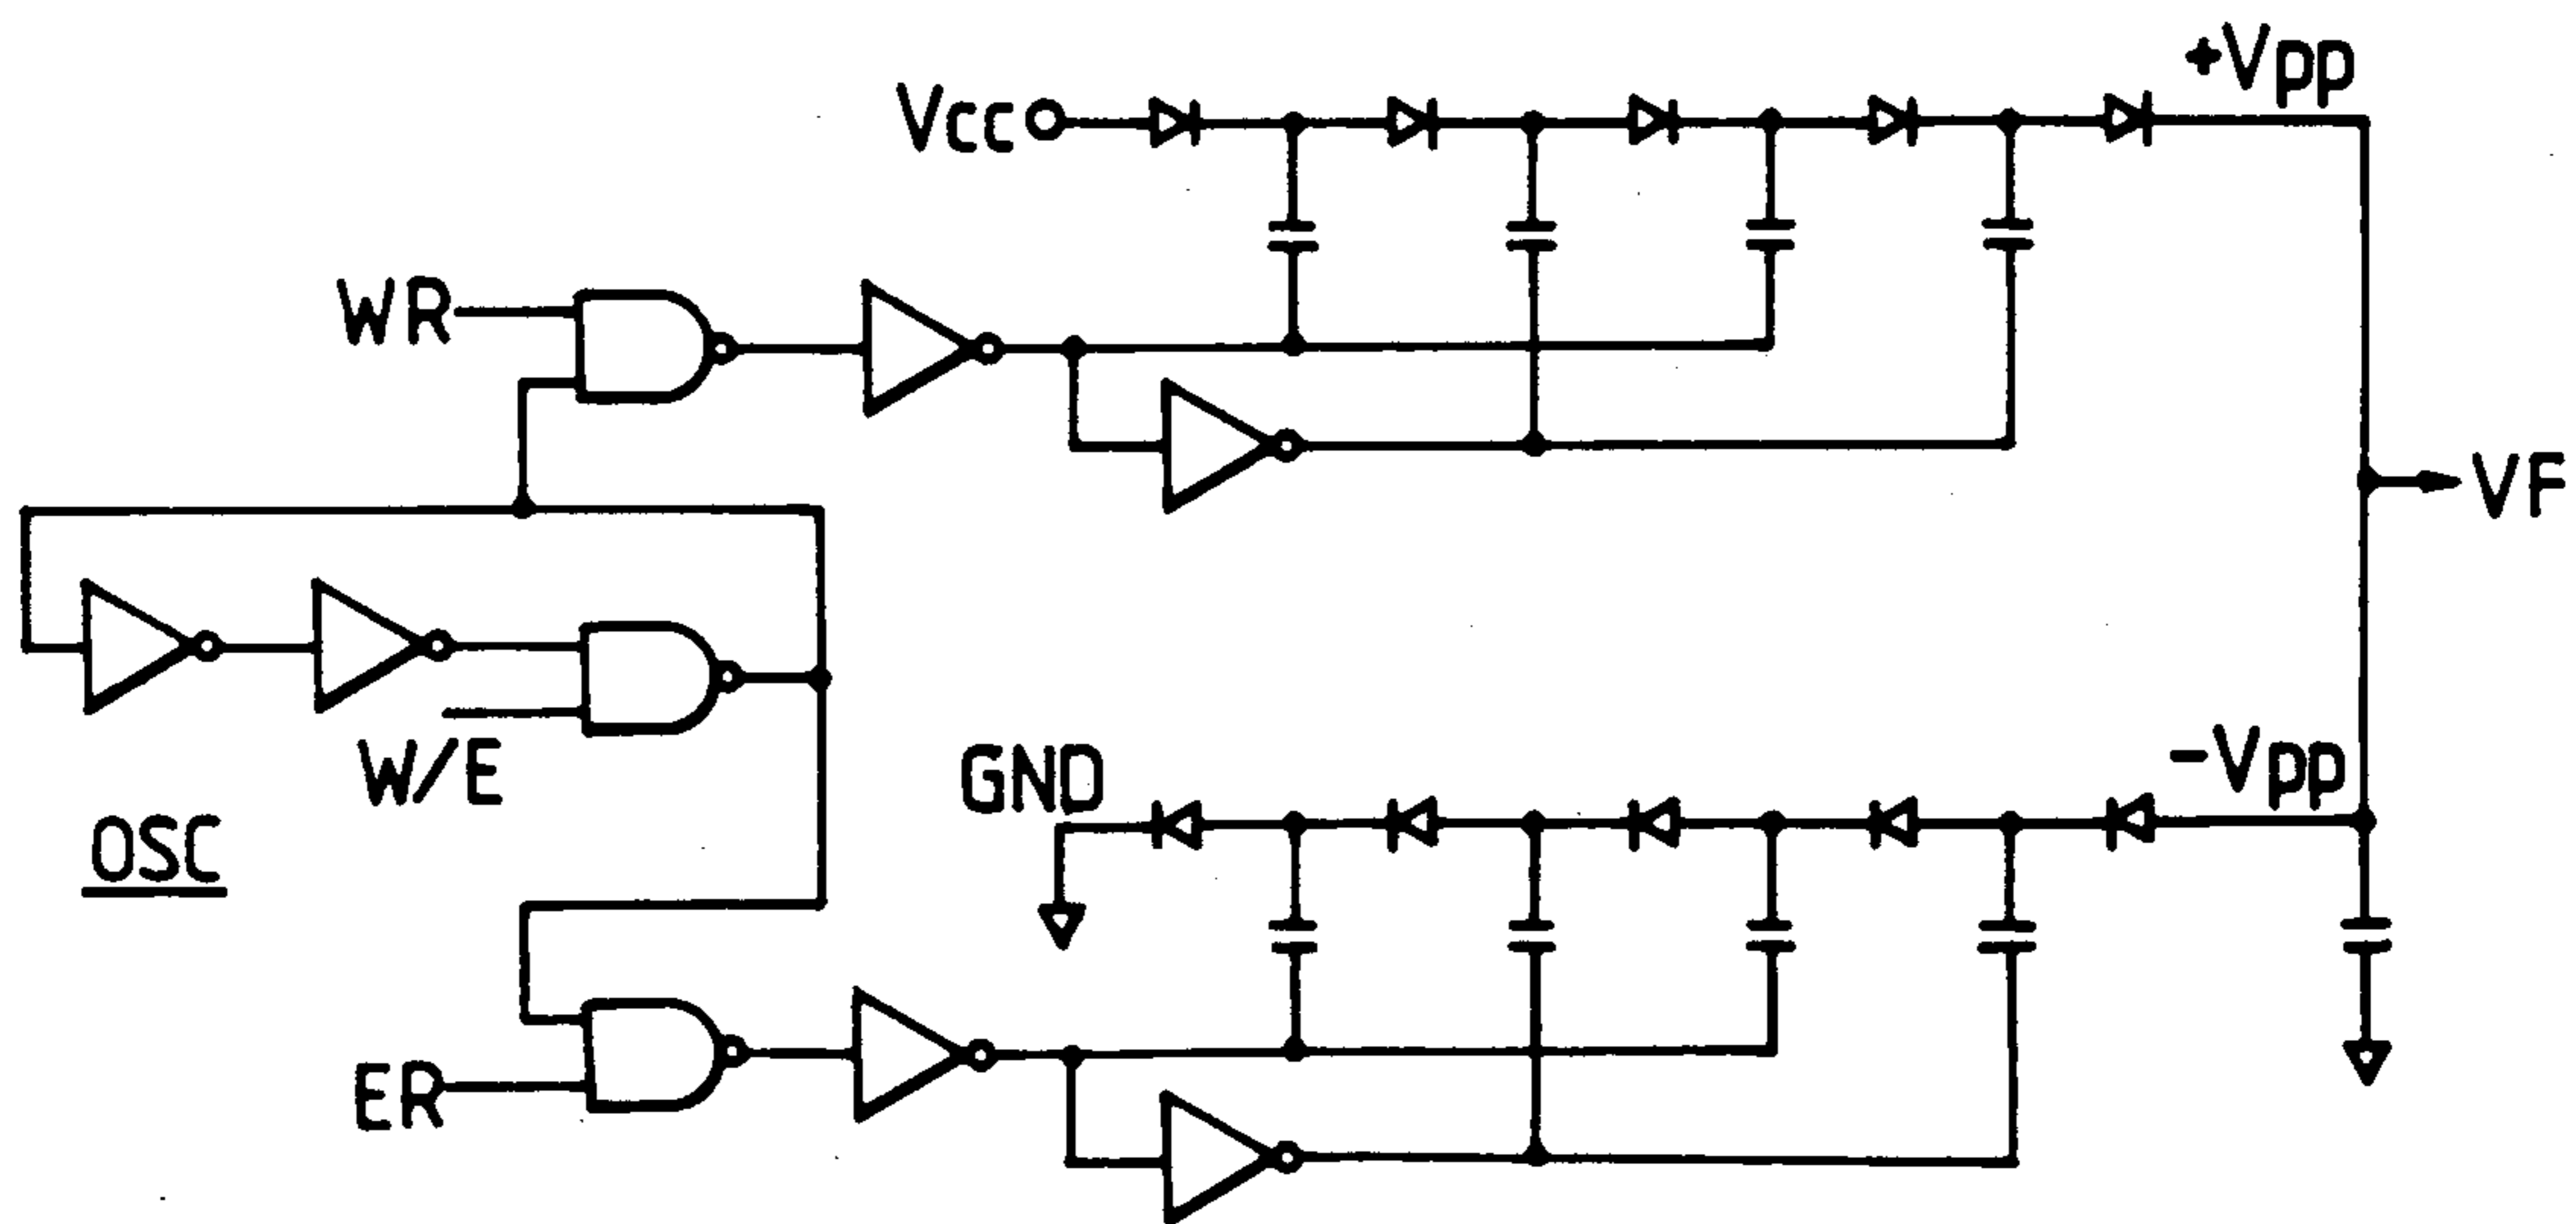 +Vpp
Vcc
WR
VF
W/E
-Vpp
GND
OSC
ER